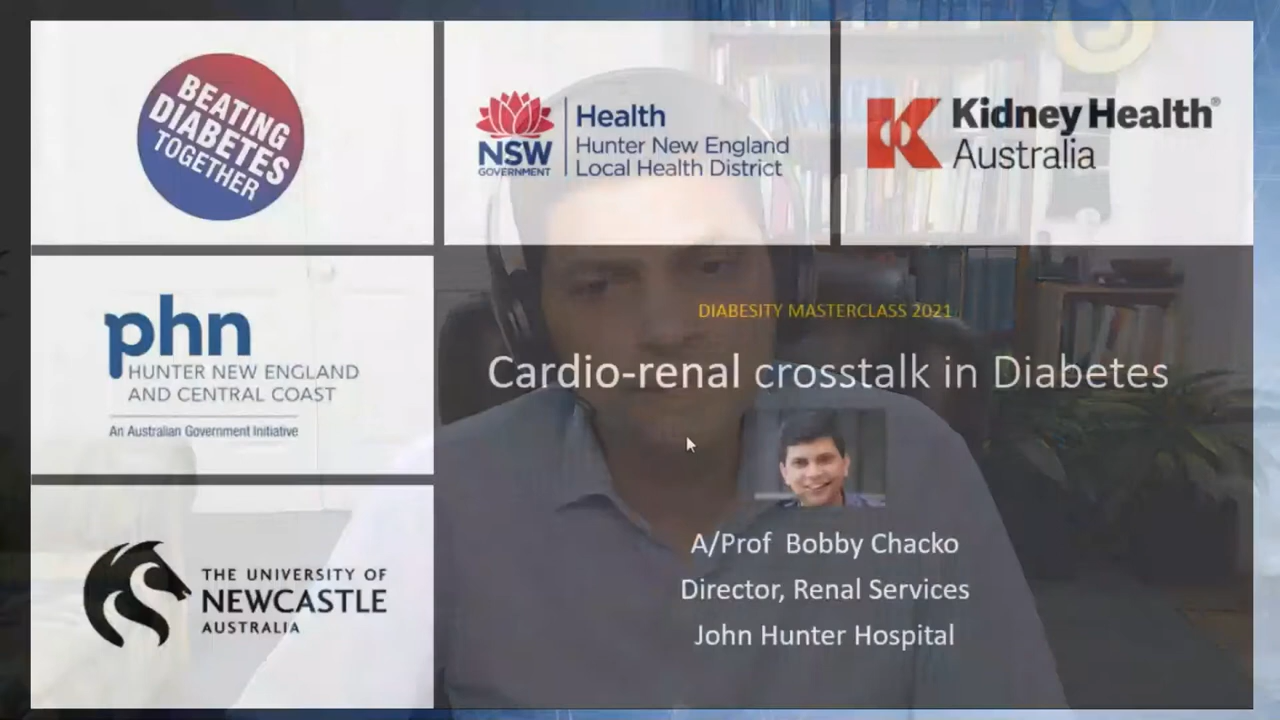 BEATING
DIABETES
TOGETHER
NSW
GOVERNMENT
Health
Hunter New England
Local Health District
Kidney Health®
Australia
phn
HUNTER NEW ENGLAND
AND CENTRAL COAST
An Australian Government Initiative
DIABESITY MASTERCLASS 2021
Cardio-renal crosstalk in Diabetes
A/Prof Bobby Chacko
Director, Renal Services
John Hunter Hospital
THE UNIVERSITY OF
NEWCASTLE
AUSTRALIA